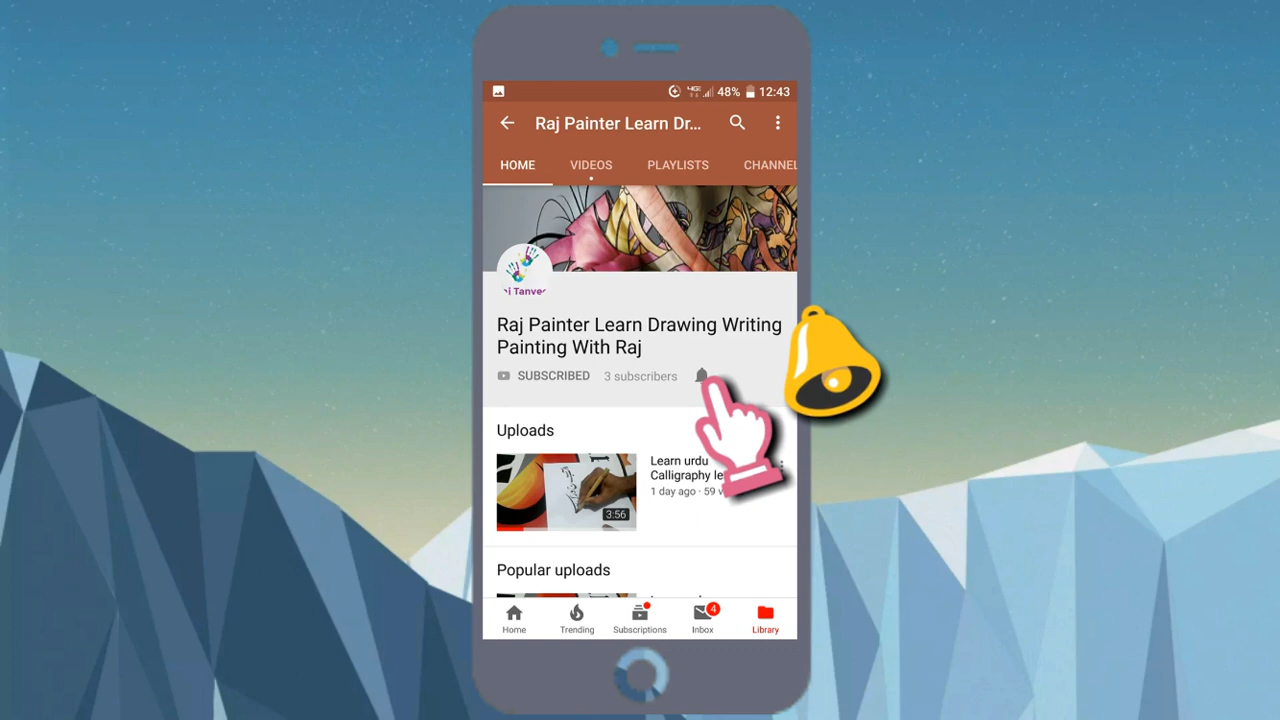 48% 12:43
Raj Painter Learn Dr...
HOME VIDEOS PLAYLISTS CHANNEL
Raj Painter Learn Drawing Writing
Painting With Raj
SUBSCRIBED 3 subscribers
Uploads
Learn urdu
Calligraphy le
1 day ago · 59 v
3:56
Popular uploads
Home Trending Subscriptions Inbox 4 Library